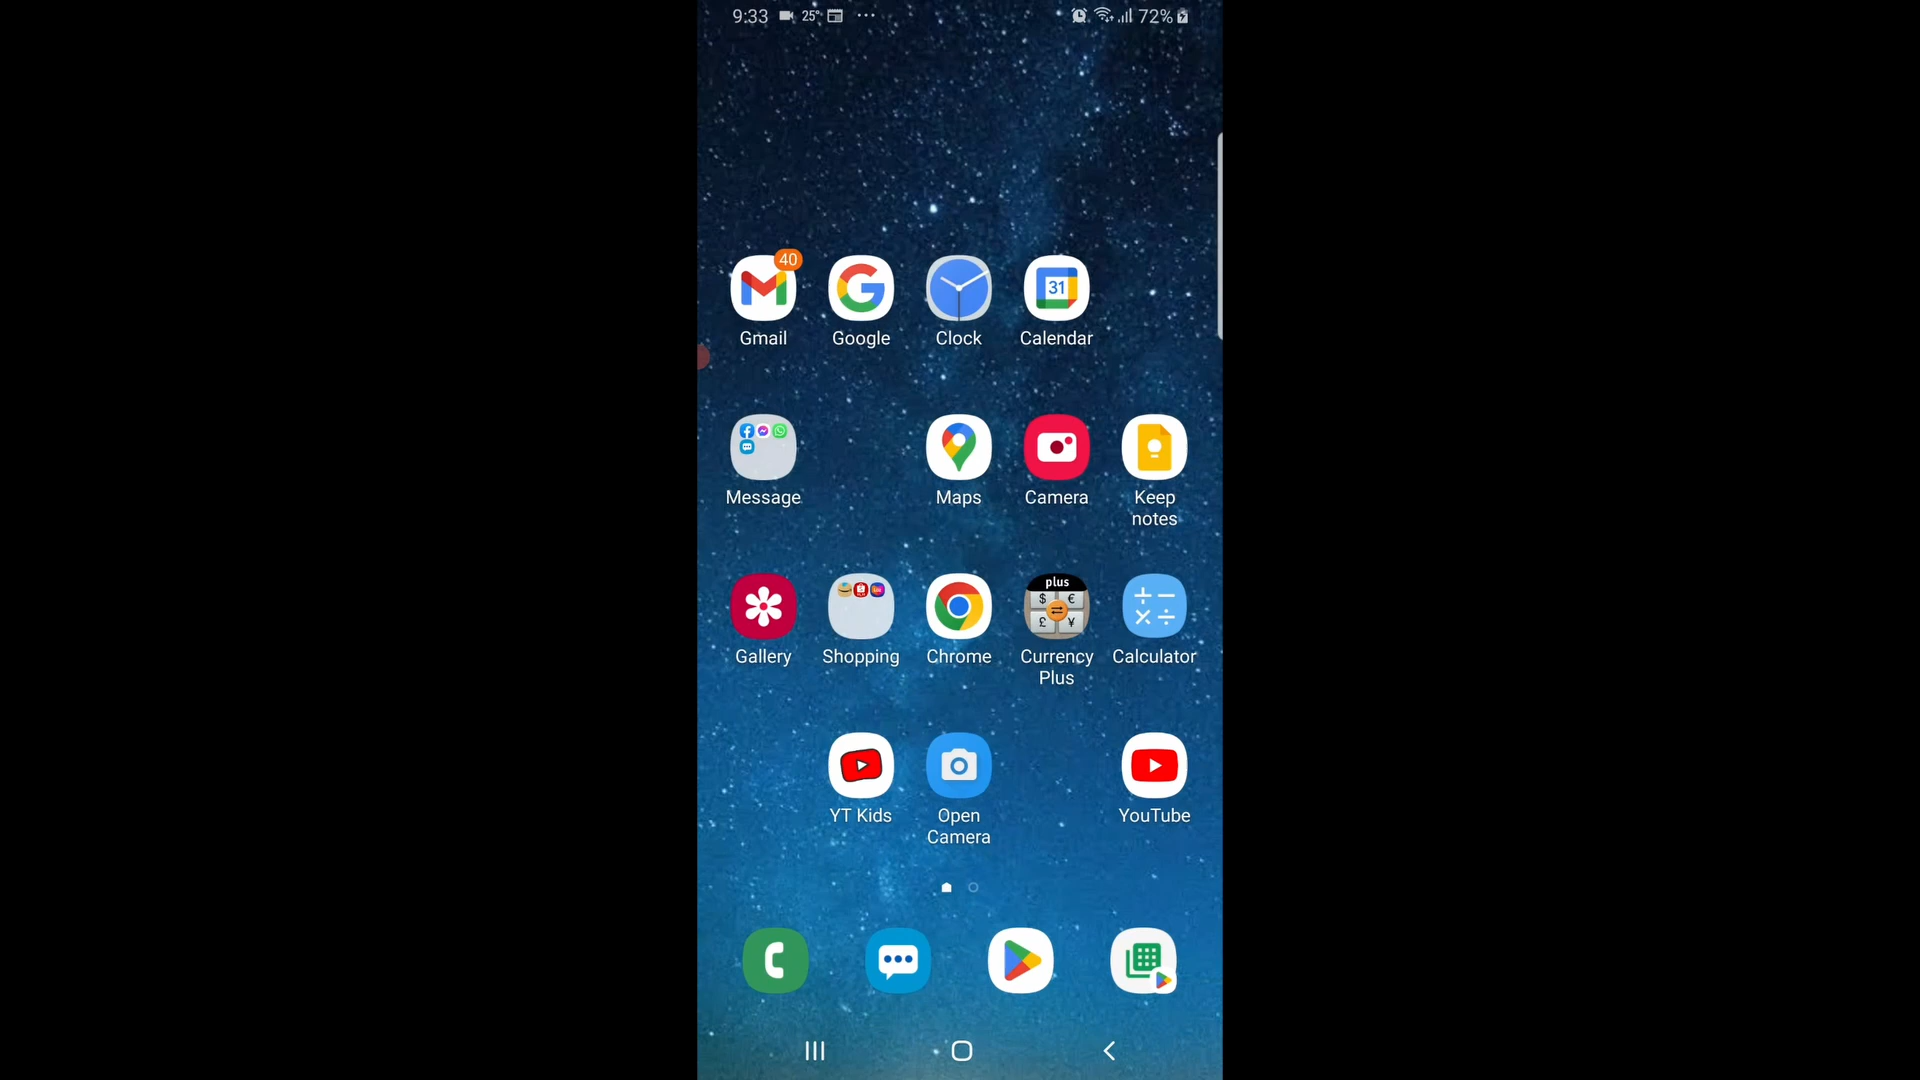 9:33 25° 72%
40
31
Gmail Google Clock Calendar
Message Maps Camera Keep notes
plus
$ €
£ ¥
Gallery Shopping Chrome Currency Plus Calculator
YT Kids Open Camera YouTube